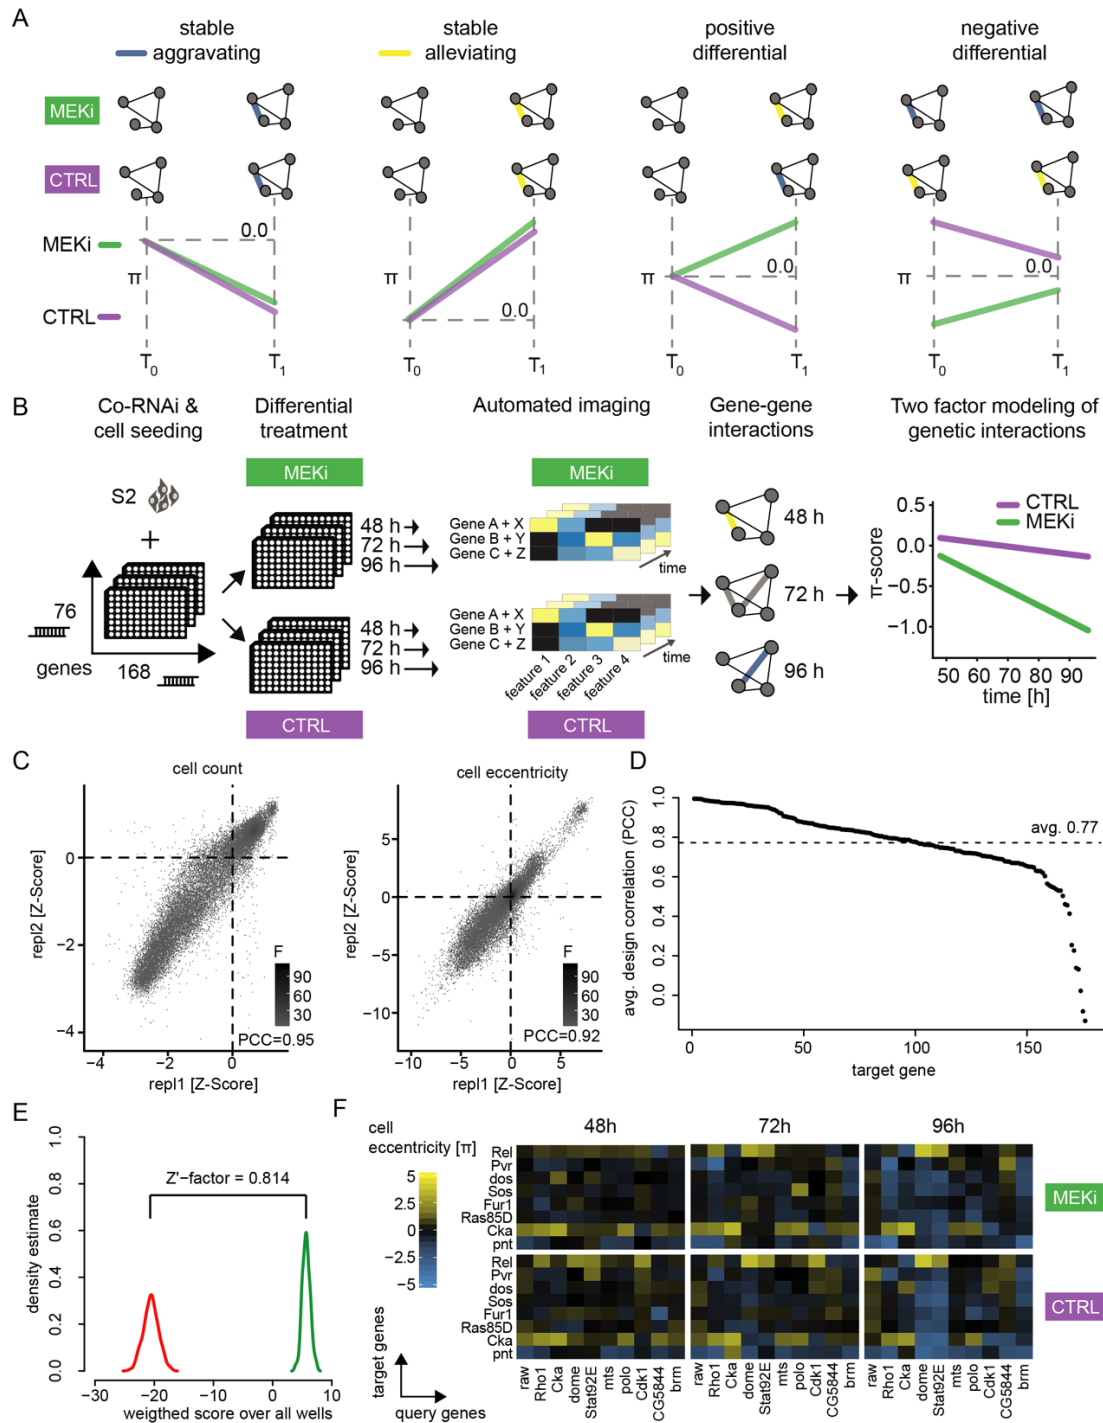 A
stable aggravating
stable alleviating
positive differential
negative differential
MEKi
CTRL
MEKi
π
CTRL
0.0
T0
T1
0.0
T0
T1
π
0.0
T0
T1
π
0.0
T0
T1
B
Co-RNAi & cell seeding
Differential treatment
Automated imaging
Gene-gene interactions
Two factor modeling of genetic interactions
S2
+
76
genes
168
MEKi
48 h
72 h
96 h
48 h
72 h
96 h
CTRL
MEKi
Gene A + X
Gene B + Y
Gene C + Z
time
Gene A + X
Gene B + Y
Gene C + Z
time
feature 1
feature 2
feature 3
feature 4
CTRL
48 h
72 h
96 h
π-score
0.5
0.0
−0.5
−1.0
CTRL
MEKi
50 60 70 80 90
time [h]
C
cell count
repl2 [Z-Score]
0
−2
−4
F
90
60
30
PCC=0.95
−4 −2 0
repl1 [Z-Score]
cell eccentricity
repl2 [Z-Score]
5
0
−5
−10
F
90
60
30
PCC=0.92
−10 −5 0 5
repl1 [Z-Score]
D
avg. design correlation (PCC)
1.0
0.8
0.6
0.4
0.2
0.0
avg. 0.77
0 50 100 150
target gene
E
density estimate
1.0
0.8
0.6
0.4
0.2
0.0
Z'−factor = 0.814
−30 −20 −10 0 10
weigthed score over all wells
F
cell eccentricity [π]
5
2.5
0
−2.5
−5
target genes
query genes
48h
72h
96h
Rel
Pvr
dos
Sos
Fur1
Ras85D
Cka
pnt
MEKi
Rel
Pvr
dos
Sos
Fur1
Ras85D
Cka
pnt
CTRL
raw Rho1 Cka dome Stat92E mts polo Cdk1 CG5844 brm
raw Rho1 Cka dome Stat92E mts polo Cdk1 CG5844 brm
raw Rho1 Cka dome Stat92E mts polo Cdk1 CG5844 brm